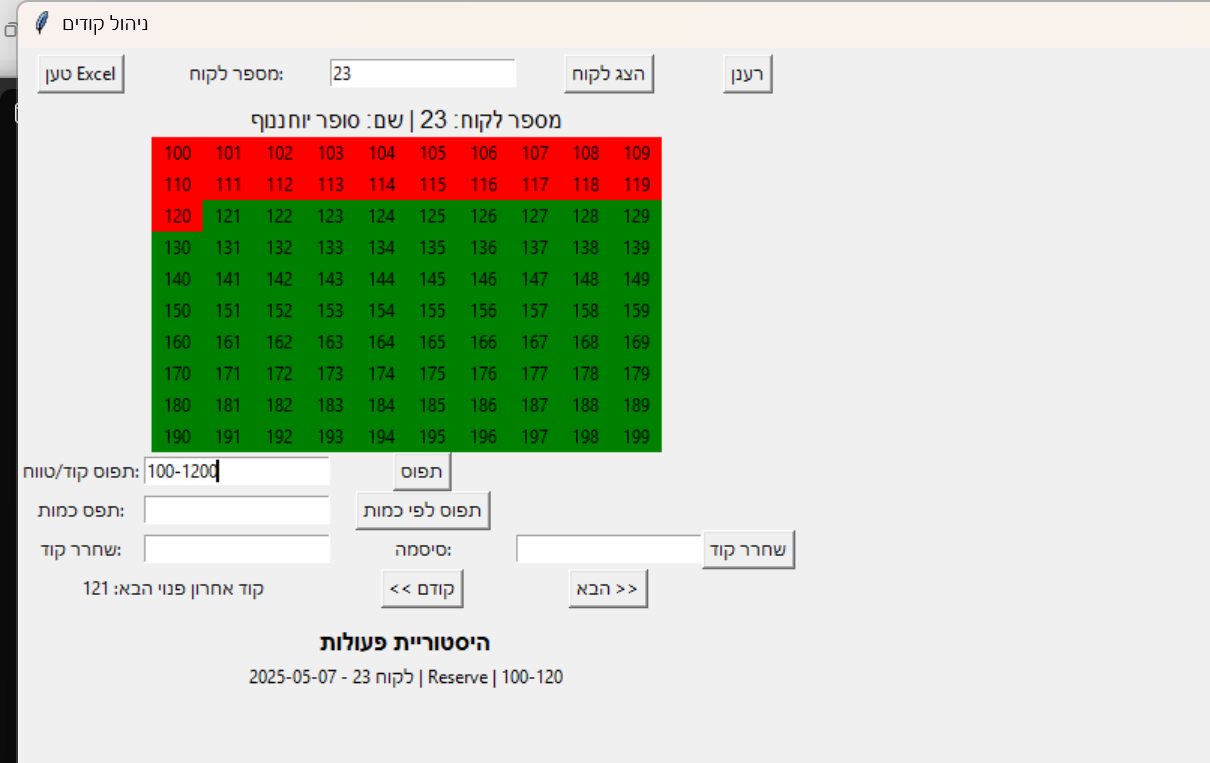 ניהול קודים
טען Excel
מספר לקוח:
23
הצג לקוח
רענן
מספר לקוח: 23 | שם: סופר יוחננוף
100 101 102 103 104 105 106 107 108 109
110 111 112 113 114 115 116 117 118 119
120 121 122 123 124 125 126 127 128 129
130 131 132 133 134 135 136 137 138 139
140 141 142 143 144 145 146 147 148 149
150 151 152 153 154 155 156 157 158 159
160 161 162 163 164 165 166 167 168 169
170 171 172 173 174 175 176 177 178 179
180 181 182 183 184 185 186 187 188 189
190 191 192 193 194 195 196 197 198 199
תפוס קוד/טווח:
100-1200
תפוס
תפס כמות:
תפוס לפי כמות
שחרר קוד:
סיסמה:
שחרר קוד
קוד אחרון פנוי הבא: 121
<< קודם
הבא >>
היסטוריית פעולות
2025-05-07 - לקוח 23 | Reserve | 100-120